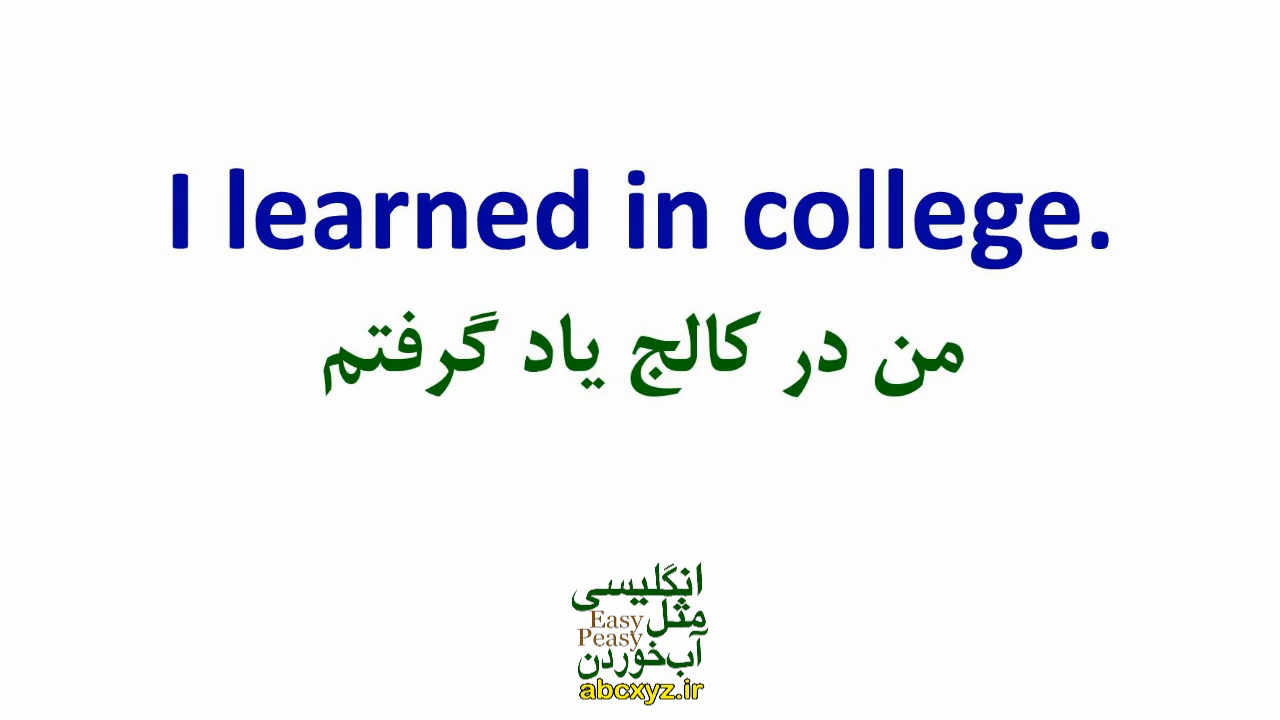 I learned in college.
من در کالج یاد گرفتم
انگلیسی
مثل
Easy
Peasy
آب‌خوردن
abcxyz.ir